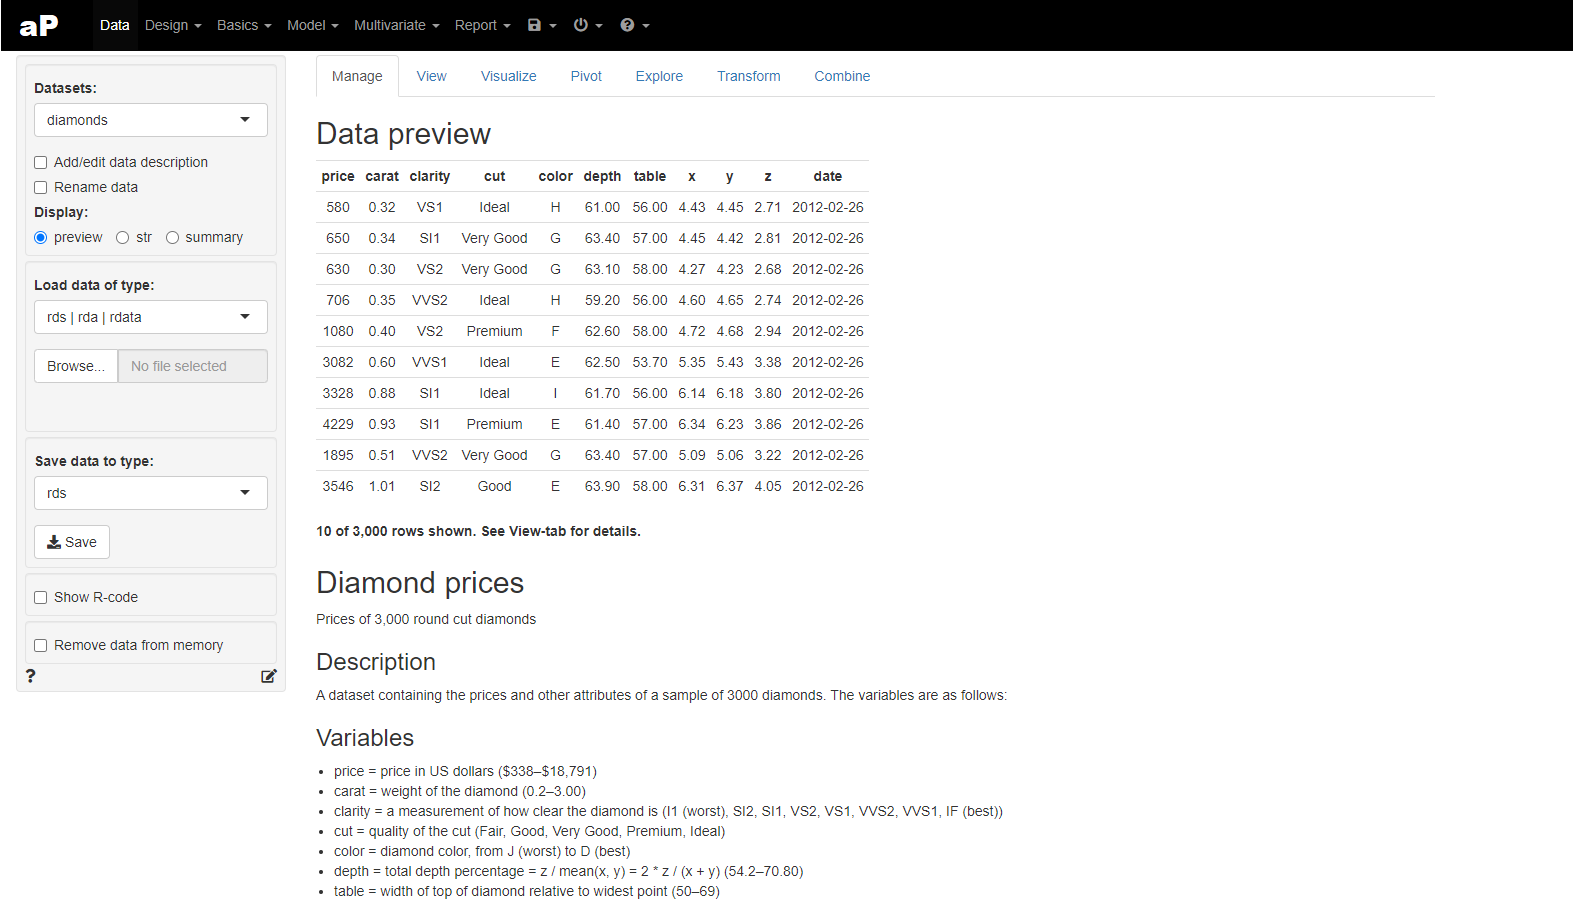 aP Data Design Basics Model Multivariate Report ?
Datasets:
diamonds
Add/edit data description
Rename data
Display:
preview str summary
Load data of type:
rds | rda | rdata
Browse... No file selected
Save data to type:
rds
Save
Show R-code
Remove data from memory
?
Manage View Visualize Pivot Explore Transform Combine
Data preview
price carat clarity cut color depth table x y z date
580 0.32 VS1 Ideal H 61.00 56.00 4.43 4.45 2.71 2012-02-26
650 0.34 SI1 Very Good G 63.40 57.00 4.45 4.42 2.81 2012-02-26
630 0.30 VS2 Very Good G 63.10 58.00 4.27 4.23 2.68 2012-02-26
706 0.35 VVS2 Ideal H 59.20 56.00 4.60 4.65 2.74 2012-02-26
1080 0.40 VS2 Premium F 62.60 58.00 4.72 4.68 2.94 2012-02-26
3082 0.60 VVS1 Ideal E 62.50 53.70 5.35 5.43 3.38 2012-02-26
3328 0.88 SI1 Ideal I 61.70 56.00 6.14 6.18 3.80 2012-02-26
4229 0.93 SI1 Premium E 61.40 57.00 6.34 6.23 3.86 2012-02-26
1895 0.51 VVS2 Very Good G 63.40 57.00 5.09 5.06 3.22 2012-02-26
3546 1.01 SI2 Good E 63.90 58.00 6.31 6.37 4.05 2012-02-26
10 of 3,000 rows shown. See View-tab for details.
Diamond prices
Prices of 3,000 round cut diamonds
Description
A dataset containing the prices and other attributes of a sample of 3000 diamonds. The variables are as follows:
Variables
• price = price in US dollars ($338–$18,791)
• carat = weight of the diamond (0.2–3.00)
• clarity = a measurement of how clear the diamond is (I1 (worst), SI2, SI1, VS2, VS1, VVS2, VVS1, IF (best))
• cut = quality of the cut (Fair, Good, Very Good, Premium, Ideal)
• color = diamond color, from J (worst) to D (best)
• depth = total depth percentage = z / mean(x, y) = 2 * z / (x + y) (54.2–70.80)
• table = width of top of diamond relative to widest point (50–69)